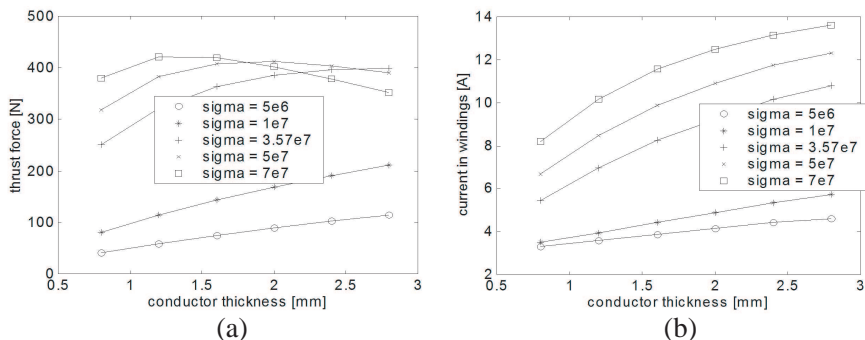 500
400
300
200
100
0
thrust force [N]
sigma = 5e6
sigma = 1e7
sigma = 3.57e7
sigma = 5e7
sigma = 7e7
0.5 1 1.5 2 2.5 3
conductor thickness [mm]
(a)
14
12
10
8
6
4
2
current in windings [A]
sigma = 5e6
sigma = 1e7
sigma = 3.57e7
sigma = 5e7
sigma = 7e7
0.5 1 1.5 2 2.5 3
conductor thickness [mm]
(b)